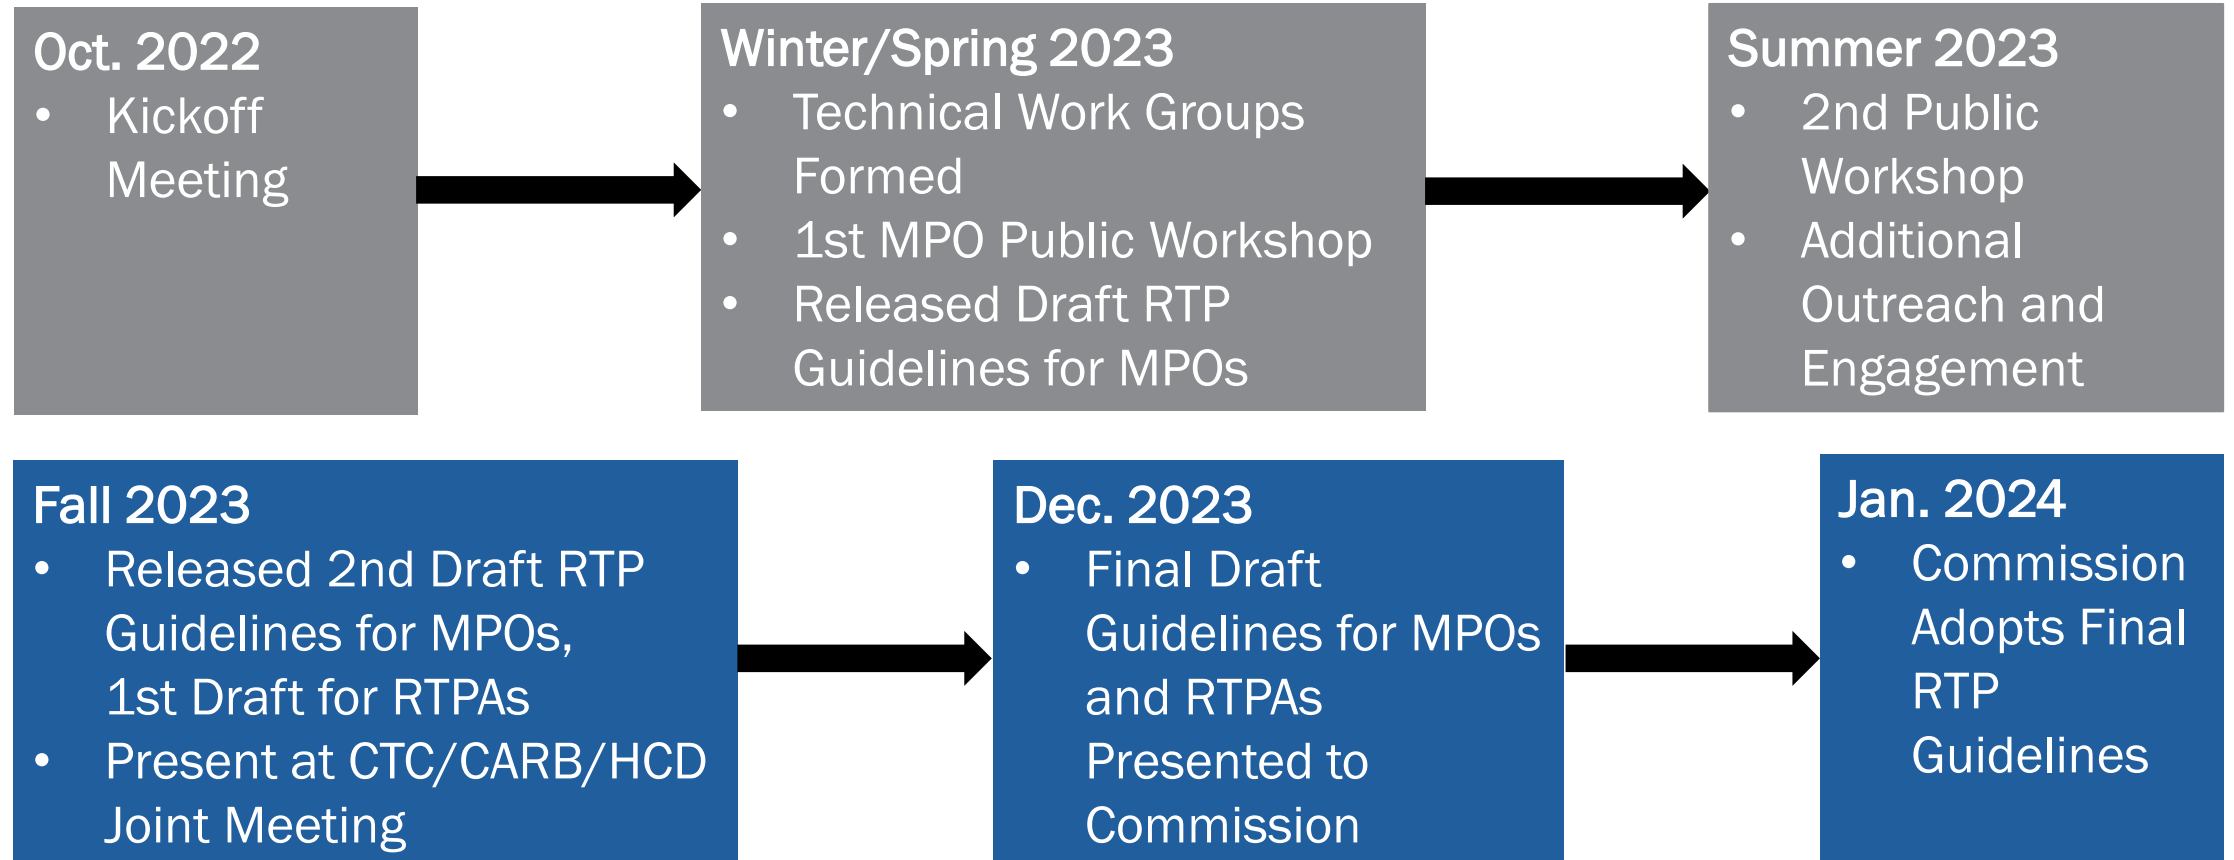 Oct. 2022
• Kickoff
Meeting
Winter/Spring 2023
• Technical Work Groups
Formed
• 1st MPO Public Workshop
• Released Draft RTP
Guidelines for MPOs
Summer 2023
• 2nd Public
Workshop
• Additional
Outreach and
Engagement
Fall 2023
• Released 2nd Draft RTP
Guidelines for MPOs,
1st Draft for RTPAs
• Present at CTC/CARB/HCD
Joint Meeting
Dec. 2023
• Final Draft
Guidelines for MPOs
and RTPAs
Presented to
Commission
Jan. 2024
• Commission
Adopts Final
RTP
Guidelines